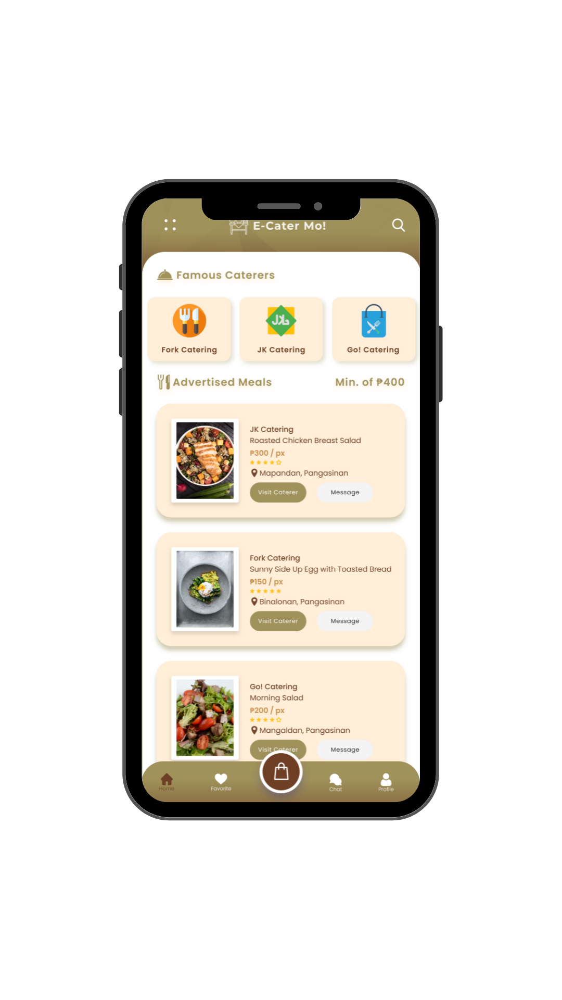 E-Cater Mo!
Famous Caterers
حلال
Fork Catering
JK Catering
Go! Catering
Advertised Meals
Min. of ₱400
JK Catering
Roasted Chicken Breast Salad
₱300 / px
Mapandan, Pangasinan
Visit Caterer
Message
Fork Catering
Sunny Side Up Egg with Toasted Bread
₱150 / px
Binalonan, Pangasinan
Visit Caterer
Message
Go! Catering
Morning Salad
₱200 / px
Mangaldan, Pangasinan
Visit Caterer
Message
Home
Favorite
Chat
Profile